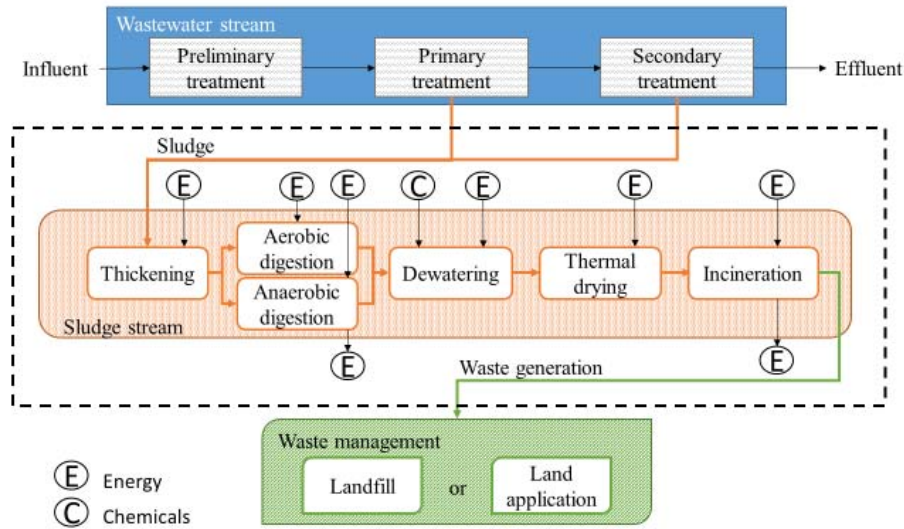 Wastewater stream
Influent
Preliminary
treatment
Primary
treatment
Secondary
treatment
Effluent
Sludge
E
E
E
C
E
E
E
Thickening
Aerobic
digestion
Anaerobic
digestion
Dewatering
Thermal
drying
Incineration
Sludge stream
E
E
Waste generation
Waste management
Landfill
or
Land
application
E Energy
C Chemicals